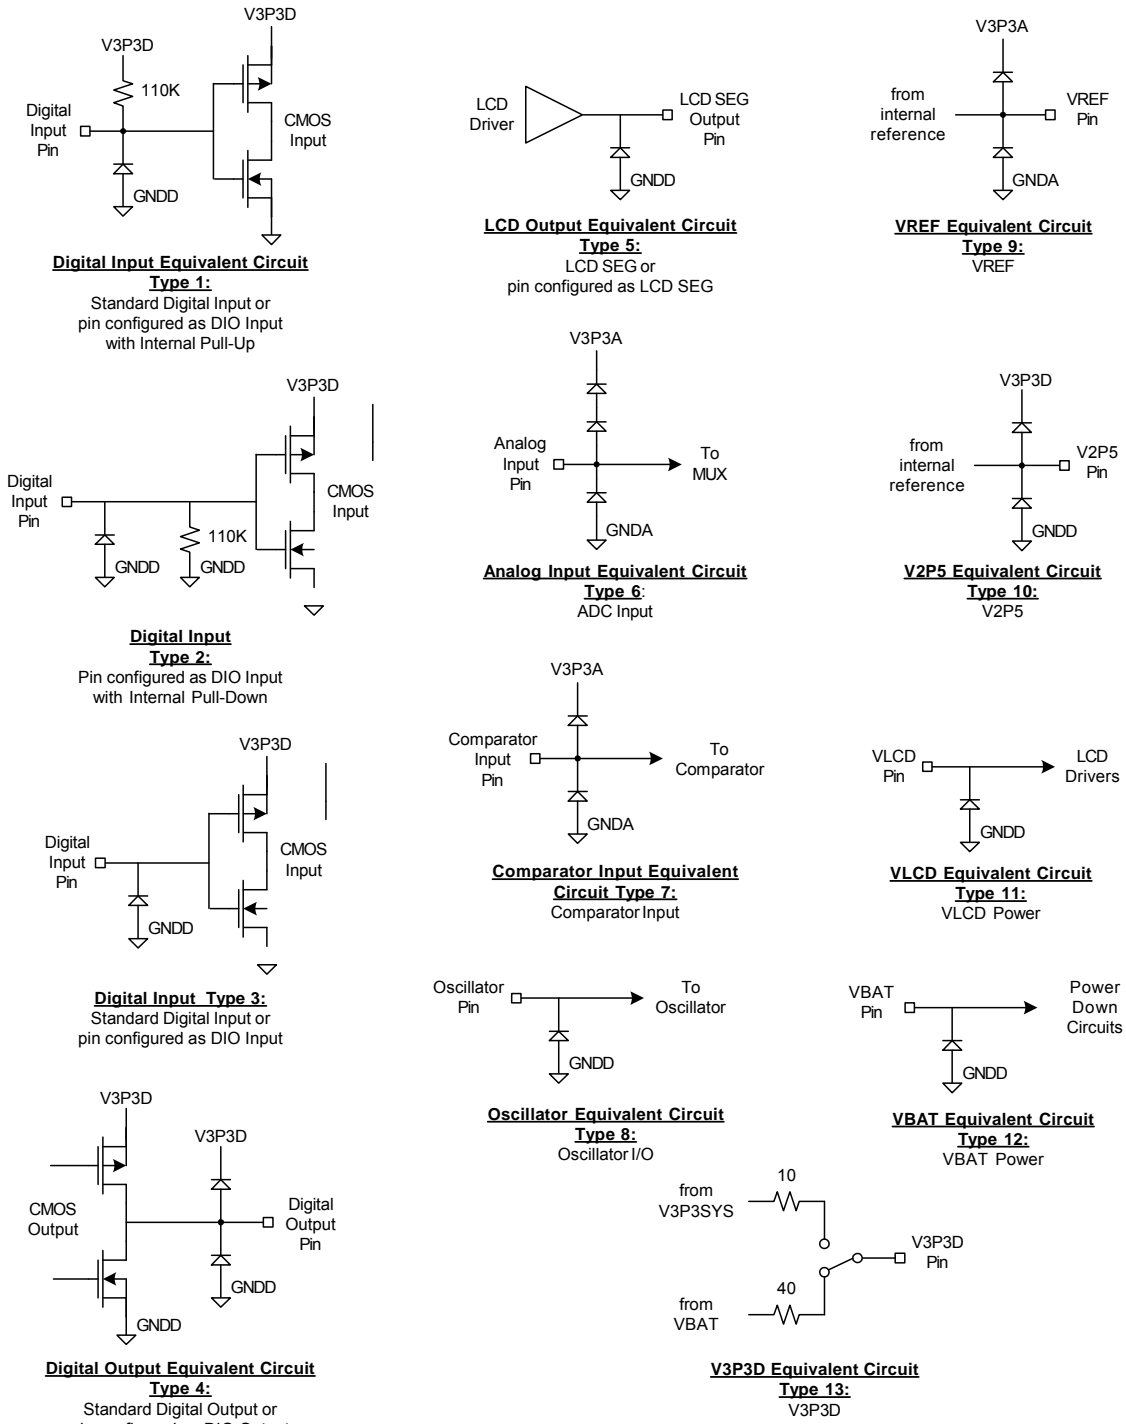 V3P3D
V3P3D
110K
Digital
Input
Pin
CMOS
Input
GNDD
Digital Input Equivalent Circuit
Type 1:
Standard Digital Input or
pin configured as DIO Input
with Internal Pull-Up
V3P3D
Digital
Input
Pin
CMOS
Input
110K
GNDD
GNDD
Digital Input
Type 2:
Pin configured as DIO Input
with Internal Pull-Down
V3P3D
Digital
Input
Pin
CMOS
Input
GNDD
Digital Input Type 3:
Standard Digital Input or
pin configured as DIO Input
V3P3D
V3P3D
CMOS
Output
Digital
Output
Pin
GNDD
GNDD
Digital Output Equivalent Circuit
Type 4:
Standard Digital Output or
LCD
Driver
LCD SEG
Output
Pin
GNDD
LCD Output Equivalent Circuit
Type 5:
LCD SEG or
pin configured as LCD SEG
V3P3A
Analog
Input
Pin
To
MUX
GNDA
Analog Input Equivalent Circuit
Type 6:
ADC Input
V3P3A
Comparator
Input
Pin
To
Comparator
GNDA
Comparator Input Equivalent
Circuit Type 7:
Comparator Input
Oscillator
Pin
To
Oscillator
GNDD
Oscillator Equivalent Circuit
Type 8:
Oscillator I/O
V3P3A
from
internal
reference
VREF
Pin
GNDA
VREF Equivalent Circuit
Type 9:
VREF
V3P3D
from
internal
reference
V2P5
Pin
GNDD
V2P5 Equivalent Circuit
Type 10:
V2P5
VLCD
Pin
LCD
Drivers
GNDD
VLCD Equivalent Circuit
Type 11:
VLCD Power
VBAT
Pin
Power
Down
Circuits
GNDD
VBAT Equivalent Circuit
Type 12:
VBAT Power
from
V3P3SYS
10
V3P3D
Pin
from
VBAT
40
V3P3D Equivalent Circuit
Type 13:
V3P3D